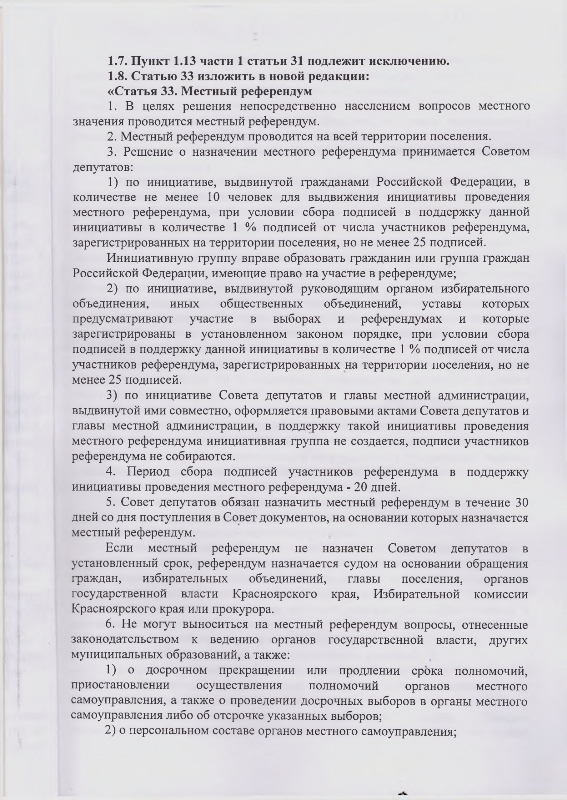 1.7. Пункт 1.13 части 1 статьи 31 подлежит исключению.
1.8. Статью 33 изложить в новой редакции:
«Статья 33. Местный референдум
1. В целях решения непосредственно населением вопросов местного
значения проводится местный референдум.
2. Местный референдум проводится на всей территории поселения.
3. Решение о назначении местного референдума принимается Советом
депутатов:
1) по инициативе, выдвинутой гражданами Российской Федерации, в
количестве не менее 10 человек для выдвижения инициативы проведения
местного референдума, при условии сбора подписей в поддержку данной
инициативы в количестве 1 % подписей от числа участников референдума,
зарегистрированных на территории поселения, но не менее 25 подписей.
Инициативную группу вправе образовать гражданин или группа граждан
Российской Федерации, имеющие право на участие в референдуме;
2) по инициативе, выдвинутой руководящим органом избирательного
объединения, иных общественных объединений, уставы которых
предусматривают участие в выборах и референдумах и которые
зарегистрированы в установленном законом порядке, при условии сбора
подписей в поддержку данной инициативы в количестве 1 % подписей от числа
участников референдума, зарегистрированных на территории поселения, но не
менее 25 подписей.
3) по инициативе Совета депутатов и главы местной администрации,
выдвинутой ими совместно, оформляется правовыми актами Совета депутатов и
главы местной администрации, в поддержку такой инициативы проведения
местного референдума инициативная группа не создается, подписи участников
референдума не собираются.
4. Период сбора подписей участников референдума в поддержку
инициативы проведения местного референдума - 20 дней.
5. Совет депутатов обязан назначить местный референдум в течение 30
дней со дня поступления в Совет документов, на основании которых назначается
местный референдум.
Если местный референдум не назначен Советом депутатов в
установленный срок, референдум назначается судом на основании обращения
граждан, избирательных объединений, главы поселения, органов
государственной власти Красноярского края, Избирательной комиссии
Красноярского края или прокурора.
6. Не могут выноситься на местный референдум вопросы, отнесенные
законодательством к ведению органов государственной власти, других
муниципальных образований, а также:
1) о досрочном прекращении или продлении срока полномочий,
приостановлении осуществления полномочий органов местного
самоуправления, а также о проведении досрочных выборов в органы местного
самоуправления либо об отсрочке указанных выборов;
2) о персональном составе органов местного самоуправления;